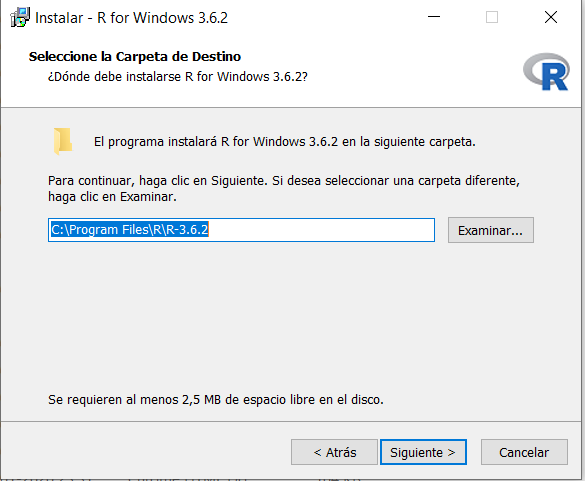 Instalar - R for Windows 3.6.2
Seleccione la Carpeta de Destino
¿Dónde debe instalarse R for Windows 3.6.2?
R
El programa instalará R for Windows 3.6.2 en la siguiente carpeta.
Para continuar, haga clic en Siguiente. Si desea seleccionar una carpeta diferente,
haga clic en Examinar.
C:\Program Files\R\R-3.6.2
Examinar...
Se requieren al menos 2,5 MB de espacio libre en el disco.
< Atrás
Siguiente >
Cancelar